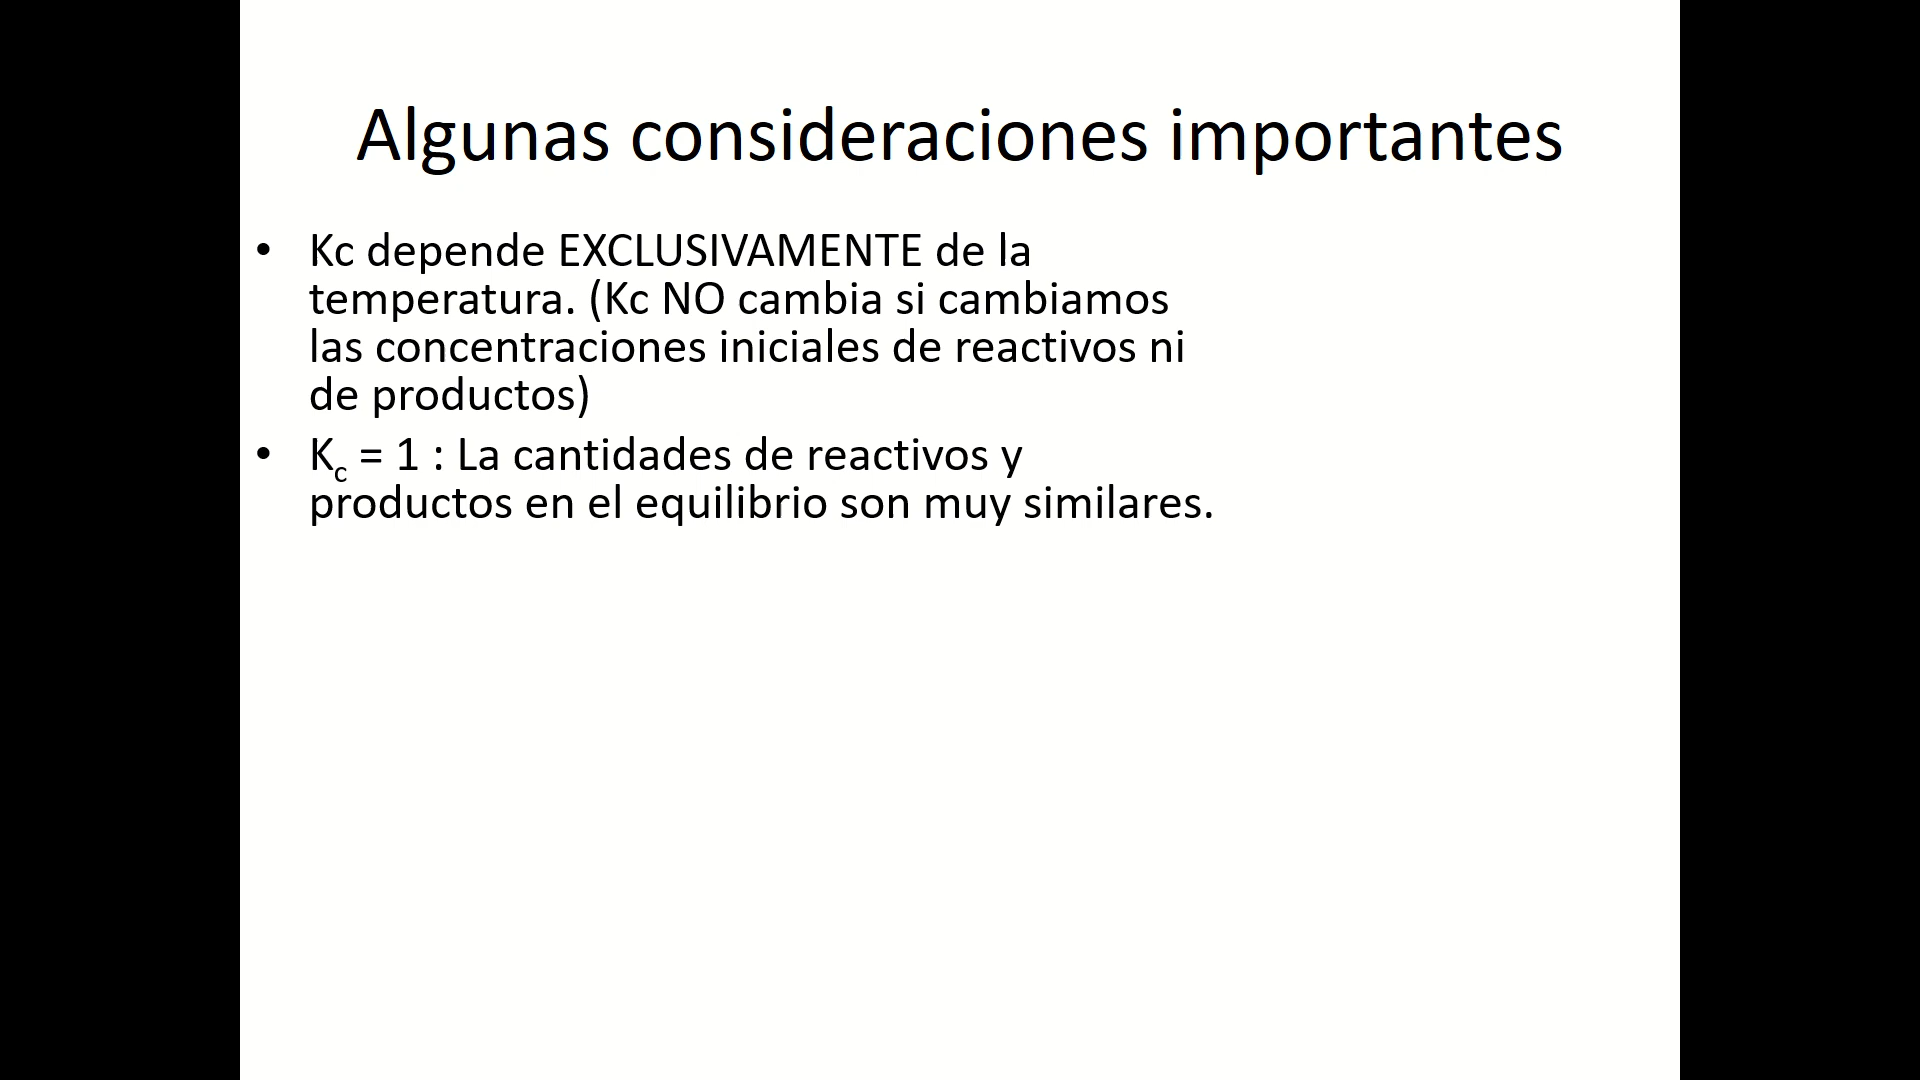 Algunas consideraciones importantes
• Kc depende EXCLUSIVAMENTE de la
temperatura. (Kc NO cambia si cambiamos
las concentraciones iniciales de reactivos ni
de productos)
• Kc = 1 : La cantidades de reactivos y
productos en el equilibrio son muy similares.